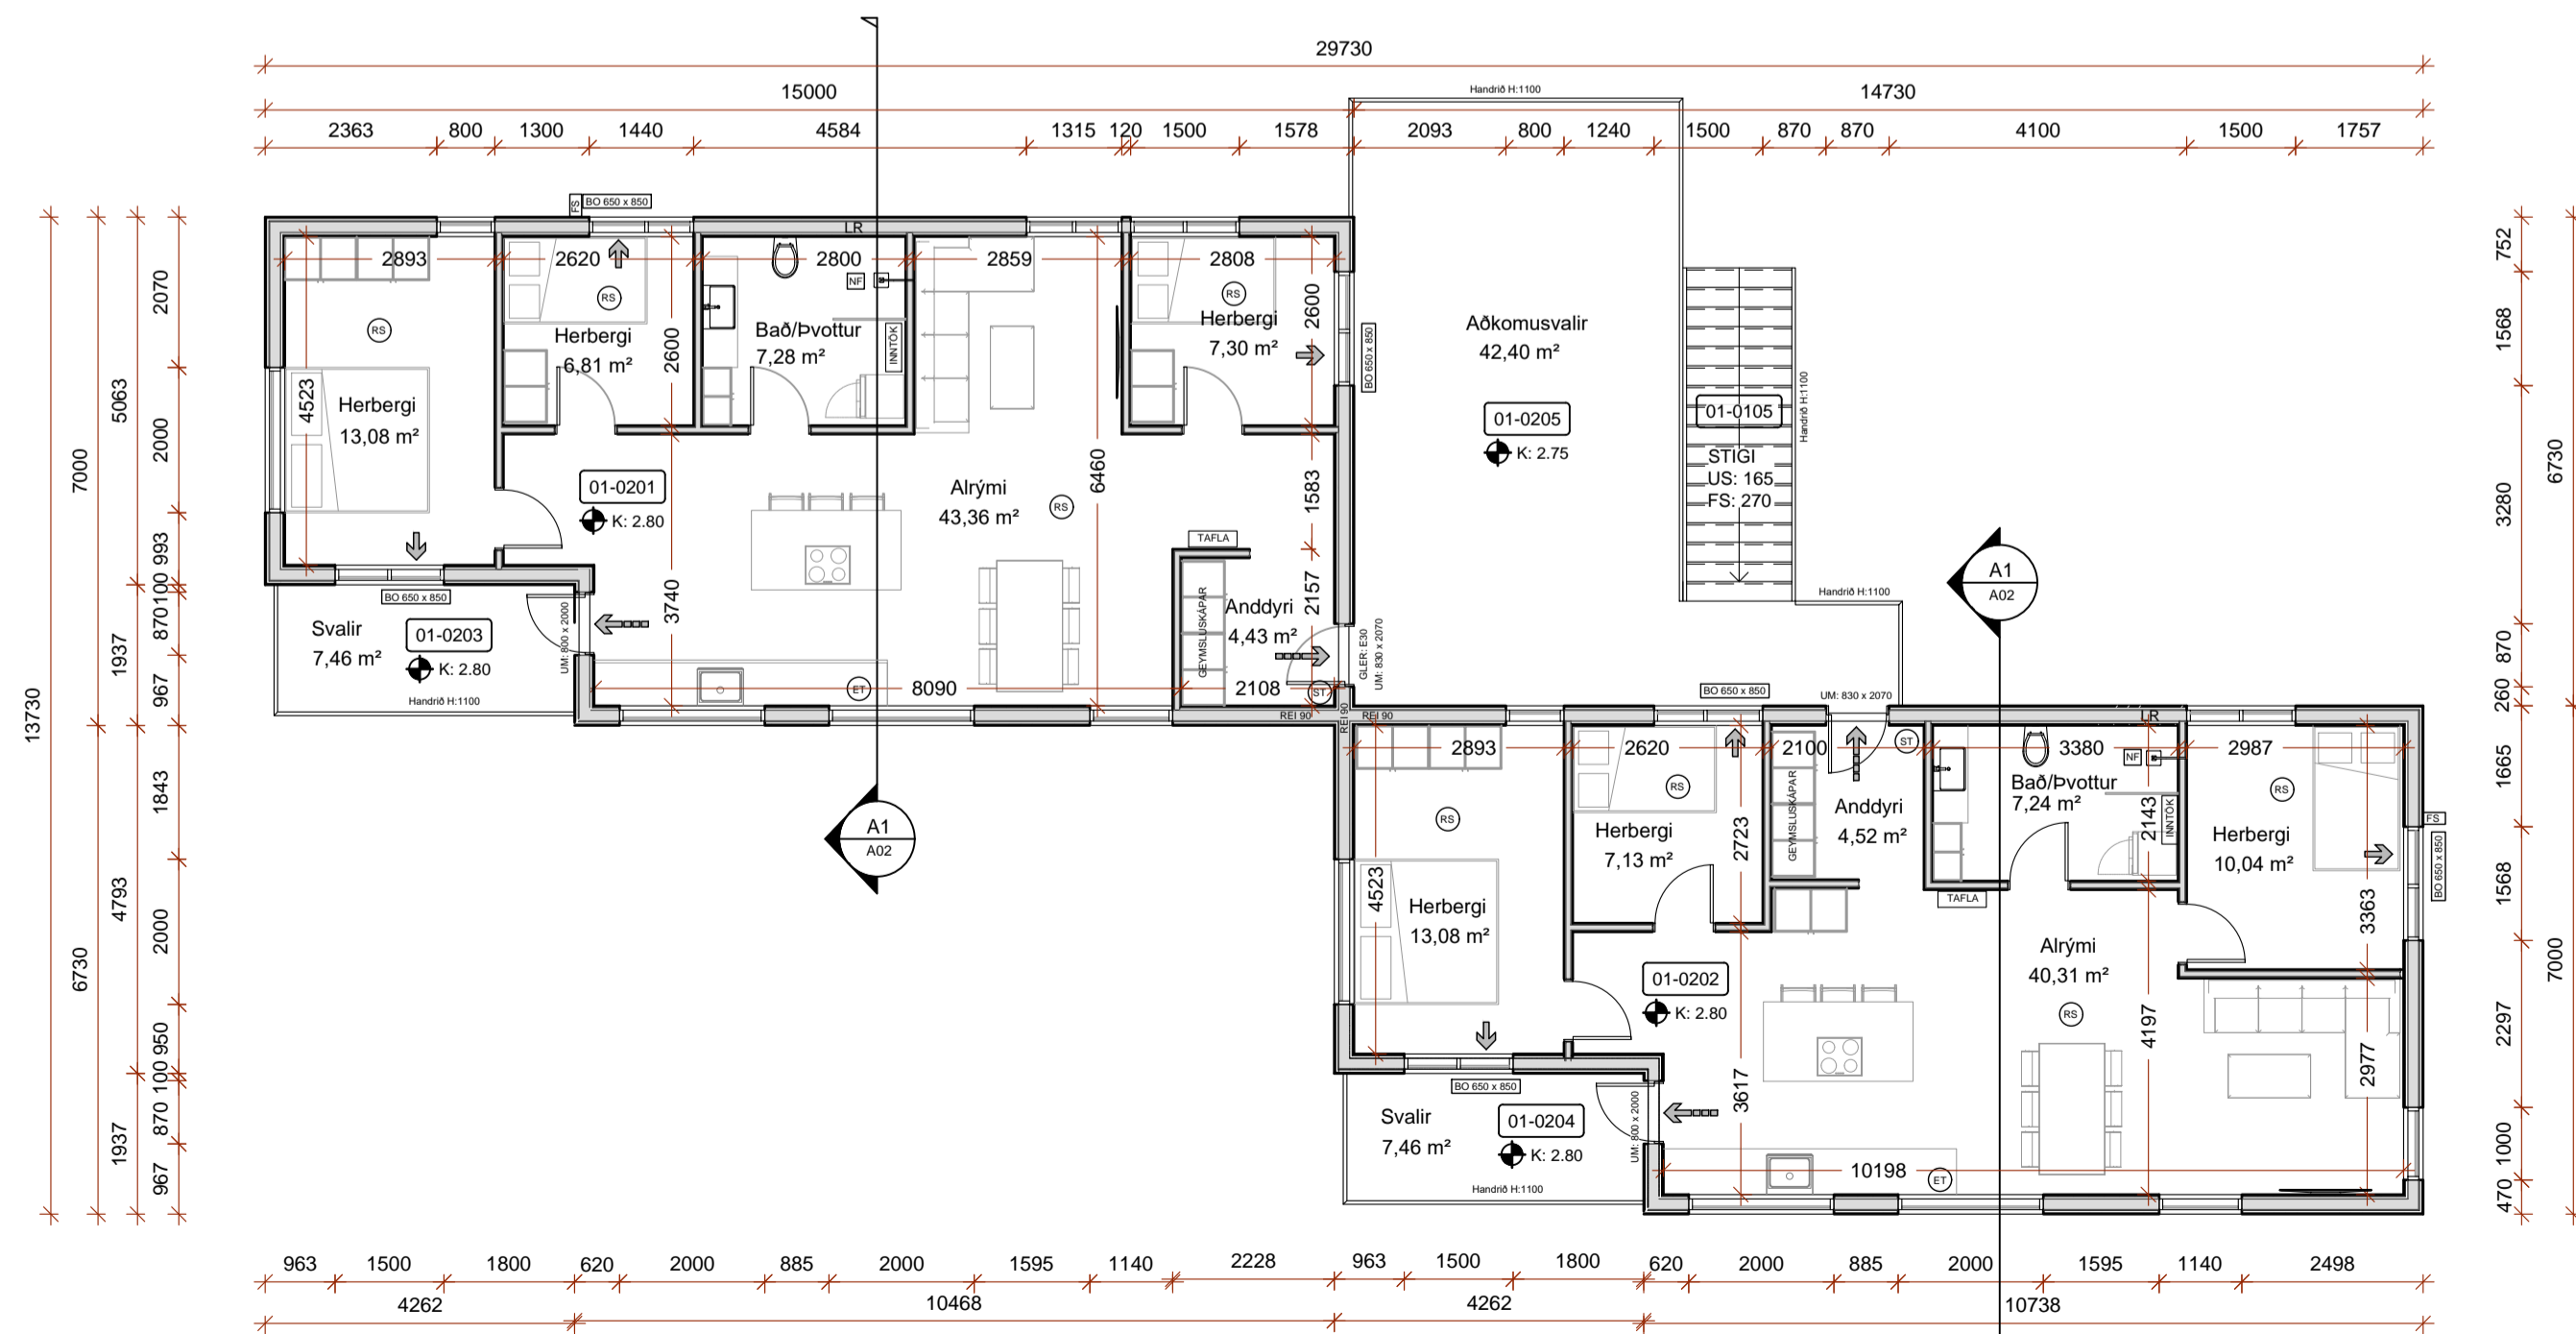 29730
15000 14730
2363 800 1300 1440 4584 1315 120 1500 1578 2093 800 1240 1500 870 870 4100 1500 1757
Handrið H:1100
FS BO 650 x 850
LR
2893 2620 2800 2859 2808
RS
Herbergi
13,08 m²
4523
RS
Herbergi
6,81 m²
2600
Bað/Þvottur
7,28 m²
NF
INNTÖK
RS
Herbergi
7,30 m²
2600
BO 650 x 850
Aðkomusvalir
42,40 m²
01-0205
K: 2.75
01-0105
STIGI
US: 165
FS: 270
Handrið H:1100
Handrið H:1100
01-0201
K: 2.80
Alrými
43,36 m²
RS
6460
1583
TAFLA
GEYMSLUSKÁPAR
Anddyri
4,43 m²
2157
3740
BO 650 x 850
Svalir
7,46 m²
01-0203
K: 2.80
Handrið H:1100
UM: 800 x 2000
ET
8090
2108
ST
GLER: E30
UM: 830 x 2070
REI 90
REI 90
REI 90
A1
A02
A1
A02
BO 650 x 850
UM: 830 x 2070
LR
2893 2620 2100 3380 2987
RS
Herbergi
13,08 m²
4523
RS
Herbergi
7,13 m²
2723
GEYMSLUSKÁPAR
ST
Anddyri
4,52 m²
Bað/Þvottur
7,24 m²
NF
2143
INNTÖK
TAFLA
RS
Herbergi
10,04 m²
3363
FS
BO 650 x 850
01-0202
K: 2.80
Alrými
40,31 m²
RS
4197
2977
3617
BO 650 x 850
Svalir
7,46 m²
01-0204
K: 2.80
Handrið H:1100
UM: 800 x 2000
ET
10198
13730
7000
6730
5063
1937
4793
1937
2070
2000
993
100
870
967
1843
2000
950
100
870
967
752
1568
3280
870
260
1665
1568
2297
1000
470
6730
7000
963 1500 1800 620 2000 885 2000 1595 1140 2228 963 1500 1800 620 2000 885 2000 1595 1140 2498
4262 10468 4262 10738